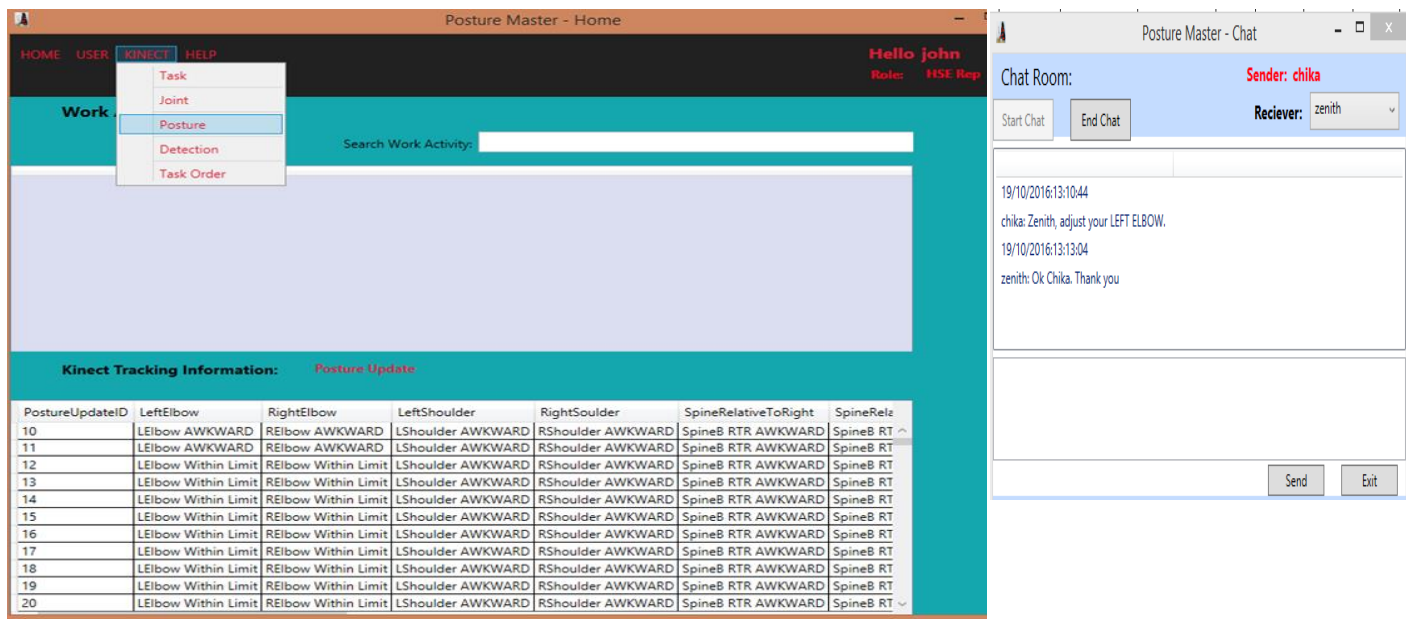 Posture Master - Home
HOME USER KINECT HELP
Hello john
Role: HSE Rep
Task
Joint
Posture
Detection
Task Order
Work
Search Work Activity:
Kinect Tracking Information: Posture Update
PostureUpdateID LeftElbow RightElbow LeftShoulder RightSoulder SpineRelativeToRight SpineRela
10 LElbow AWKWARD RElbow AWKWARD LShoulder AWKWARD RShoulder AWKWARD SpineB RTR AWKWARD SpineB RT
11 LElbow AWKWARD RElbow AWKWARD LShoulder AWKWARD RShoulder AWKWARD SpineB RTR AWKWARD SpineB RT
12 LElbow Within Limit RElbow Within Limit LShoulder AWKWARD RShoulder AWKWARD SpineB RTR AWKWARD SpineB RT
13 LElbow Within Limit RElbow Within Limit LShoulder AWKWARD RShoulder AWKWARD SpineB RTR AWKWARD SpineB RT
14 LElbow Within Limit RElbow Within Limit LShoulder AWKWARD RShoulder AWKWARD SpineB RTR AWKWARD SpineB RT
15 LElbow Within Limit RElbow Within Limit LShoulder AWKWARD RShoulder AWKWARD SpineB RTR AWKWARD SpineB RT
16 LElbow Within Limit RElbow Within Limit LShoulder AWKWARD RShoulder AWKWARD SpineB RTR AWKWARD SpineB RT
17 LElbow Within Limit RElbow Within Limit LShoulder AWKWARD RShoulder AWKWARD SpineB RTR AWKWARD SpineB RT
18 LElbow Within Limit RElbow Within Limit LShoulder AWKWARD RShoulder AWKWARD SpineB RTR AWKWARD SpineB RT
19 LElbow Within Limit RElbow Within Limit LShoulder AWKWARD RShoulder AWKWARD SpineB RTR AWKWARD SpineB RT
20 LElbow Within Limit RElbow Within Limit LShoulder AWKWARD RShoulder AWKWARD SpineB RTR AWKWARD SpineB RT
Posture Master - Chat
Chat Room:
Sender: chika
Start Chat End Chat
Reciever: zenith
19/10/2016:13:10:44
chika: Zenith, adjust your LEFT ELBOW.
19/10/2016:13:13:04
zenith: Ok Chika. Thank you
Send Exit